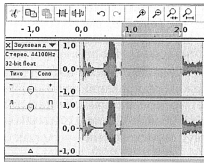 - 1,0 0,0 1,0 2,0
× Звуковая д ▼
Стерео, 44100Hz
32-bit float
Тихо Соло
- +
Л П
1,0
0,0
-1,0
1,0
0,0
-1,0